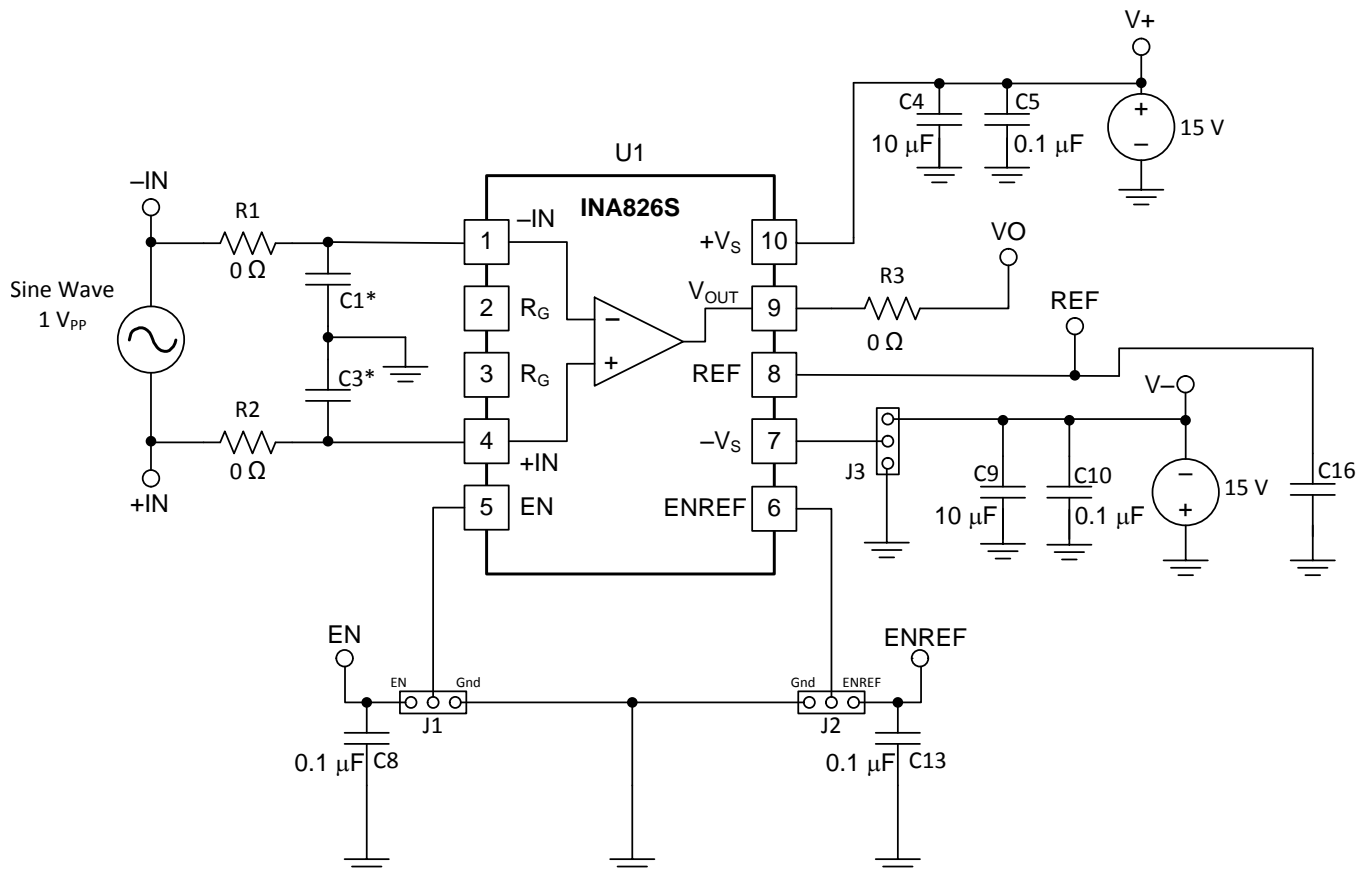 V+
C4
C5
+
−
15 V
10 μF
0.1 μF
U1
INA826S
–IN
R1
0 Ω
–IN
1
10
+VS
VO
Sine Wave
1 VPP
C1*
2
RG
VOUT
9
R3
0 Ω
REF
−
+
C3*
3
RG
REF
8
V–
R2
0 Ω
4
+IN
–VS
7
J3
C9
C10
−
+
15 V
C16
+IN
5
EN
ENREF
6
10 μF
0.1 μF
EN
ENREF
EN
Gnd
Gnd
ENREF
J1
J2
0.1 μF
C8
0.1 μF
C13